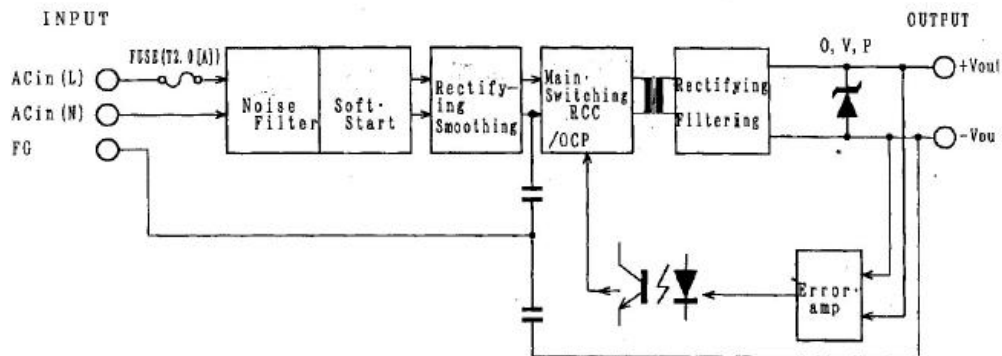 INPUT
OUTPUT
FUSE(T2.0[A])
O, V, P
ACin(L)
+Vout
ACin(N)
-Vou
FG
Noise
Filter
Soft-
Start
Rectify-
ing
Smoothing
Main-
Switching
RCC
/OCP
Rectifying
Filtering
Error-
amp